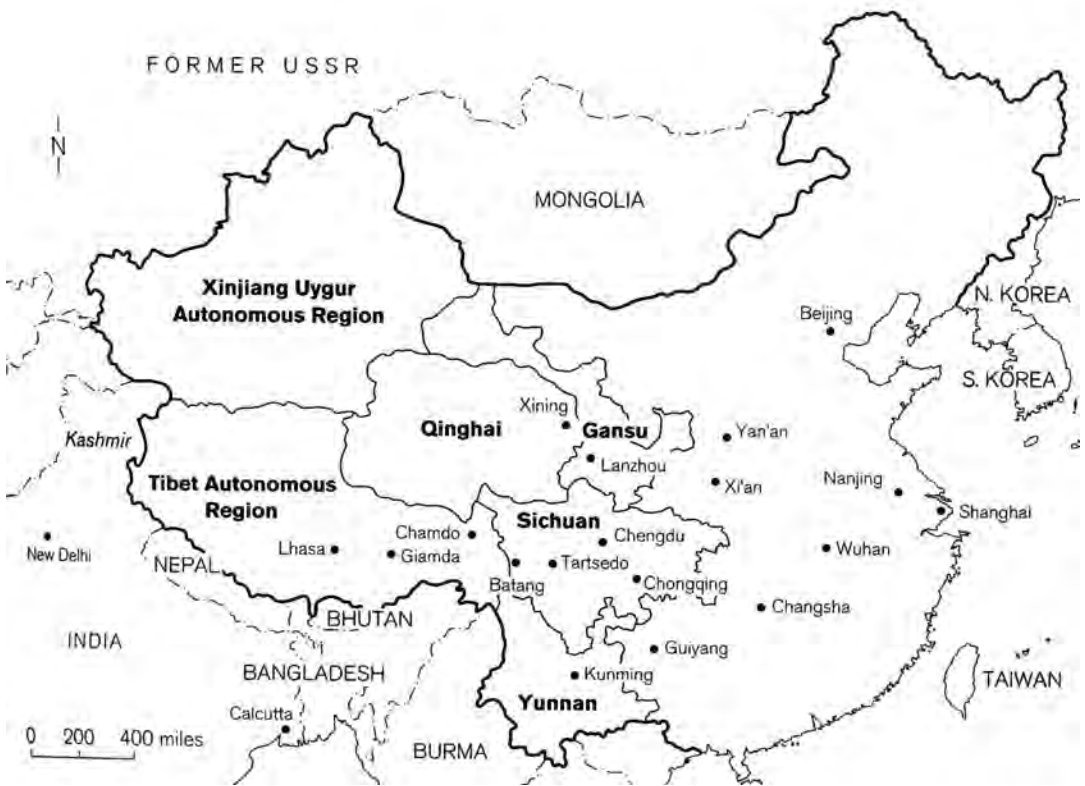 FORMER USSR
N
MONGOLIA
Xinjiang Uygur
Autonomous Region
N. KOREA
Beijing
S. KOREA
Xining
Qinghai
Gansu
Yan'an
Kashmir
Lanzhou
Tibet Autonomous
Region
Xi'an
Nanjing
Shanghai
Sichuan
Chamdo
Chengdu
New Delhi
Lhasa
Giamda
Wuhan
NEPAL
Batang
Tartsedo
Chongqing
Changsha
BHUTAN
INDIA
Guiyang
BANGLADESH
Kunming
TAIWAN
Yunnan
Calcutta
0 200 400 miles
BURMA